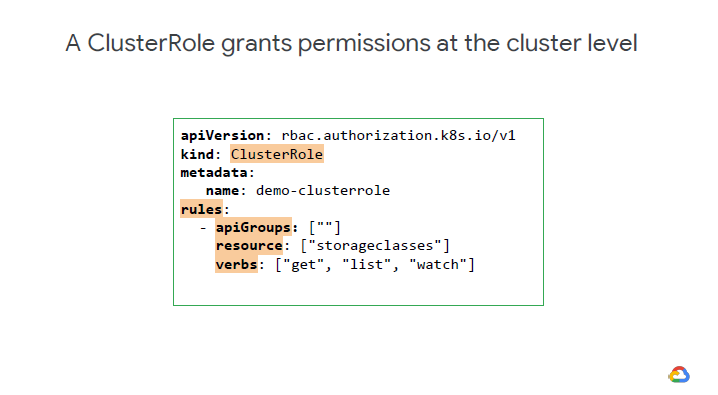 A ClusterRole grants permissions at the cluster level
apiVersion: rbac.authorization.k8s.io/v1
kind: ClusterRole
metadata:
   name: demo-clusterrole
rules:
  - apiGroups: [""]
    resource: ["storageclasses"]
    verbs: ["get", "list", "watch"]